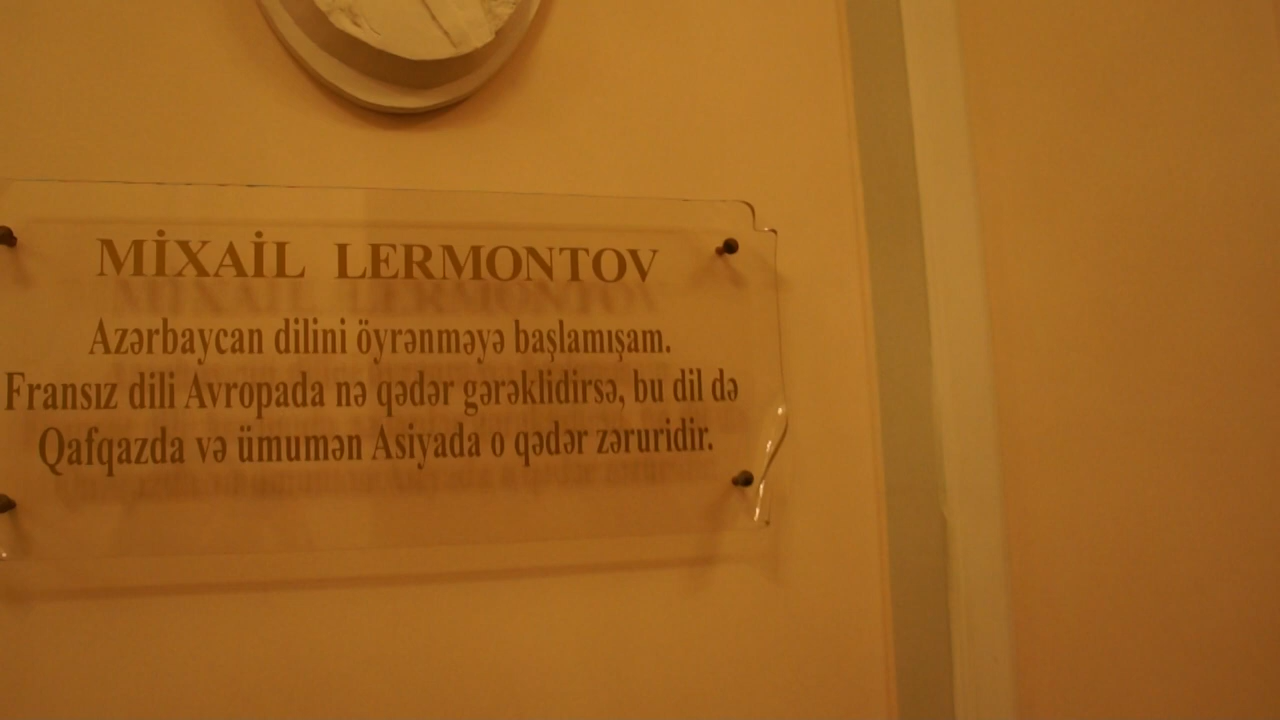 MİXAİL LERMONTOV
Azərbaycan dilini öyrənməyə başlamışam.
Fransız dili Avropada nə qədər gərəklidirsə, bu dil də
Qafqazda və ümumən Asiyada o qədər zəruridir.